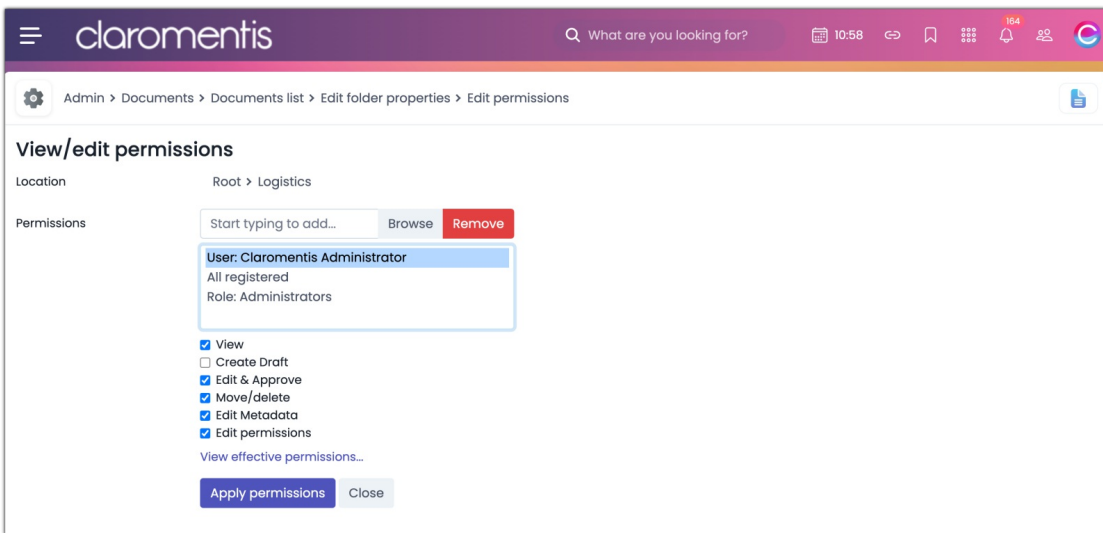 claromentis
What are you looking for?
10:58
164
Admin > Documents > Documents list > Edit folder properties > Edit permissions
View/edit permissions
Location Root > Logistics
Permissions Start typing to add... Browse Remove
User: Claromentis Administrator
All registered
Role: Administrators
View
Create Draft
Edit & Approve
Move/delete
Edit Metadata
Edit permissions
View effective permissions...
Apply permissions Close